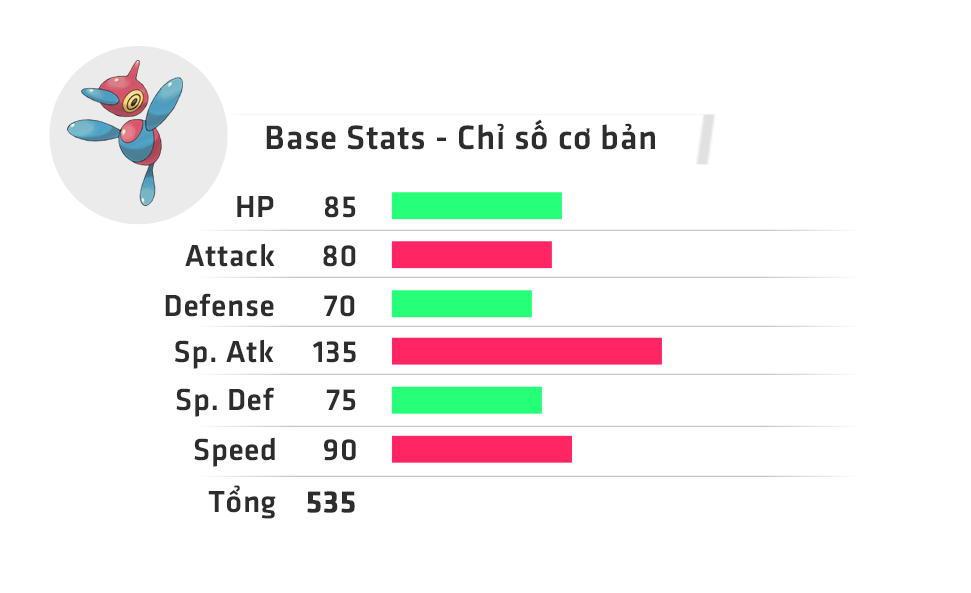 Base Stats - Chỉ số cơ bản
HP 85
Attack 80
Defense 70
Sp. Atk 135
Sp. Def 75
Speed 90
Tổng 535